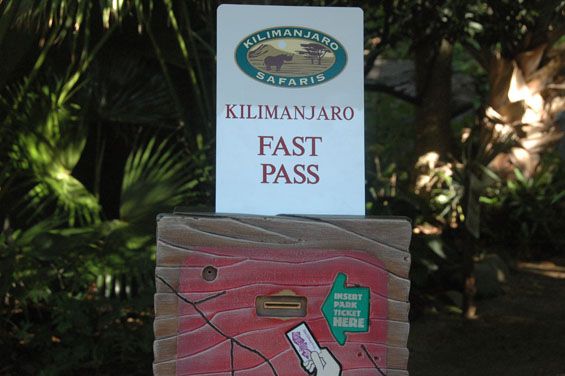 KILIMANJARO
SAFARIS
KILIMANJARO
FAST
PASS
INSERT
PARK
TICKET
HERE